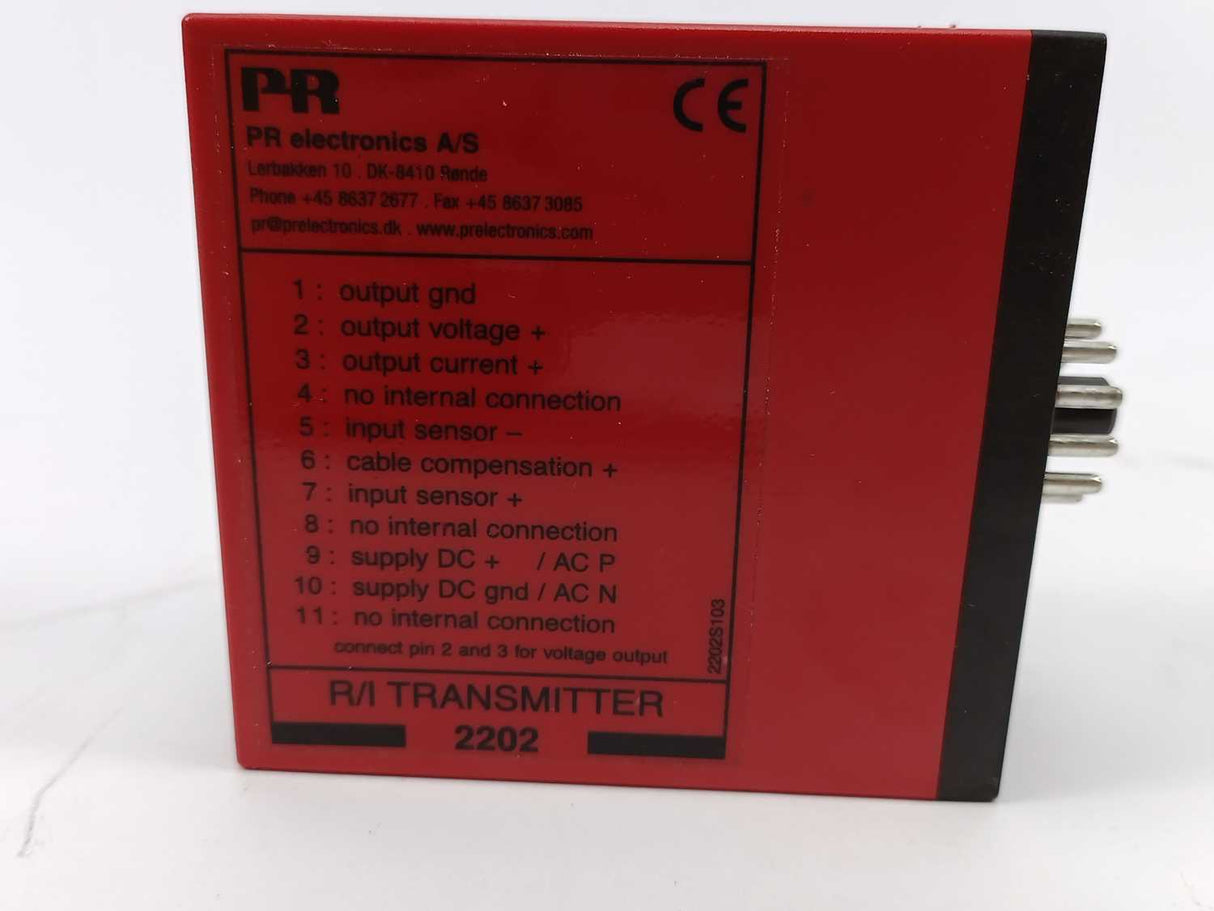 PR
CE
PR electronics A/S
Lerbakken 10 . DK-8410 Rønde
Phone +45 8637 2677 . Fax +45 8637 3085
pr@prelectronics.dk . www.prelectronics.com
1 : output gnd
2 : output voltage +
3 : output current +
4 : no internal connection
5 : input sensor –
6 : cable compensation +
7 : input sensor +
8 : no internal connection
9 : supply DC + / AC P
10 : supply DC gnd / AC N
11 : no internal connection
connect pin 2 and 3 for voltage output
2202S103
R/I TRANSMITTER
2202